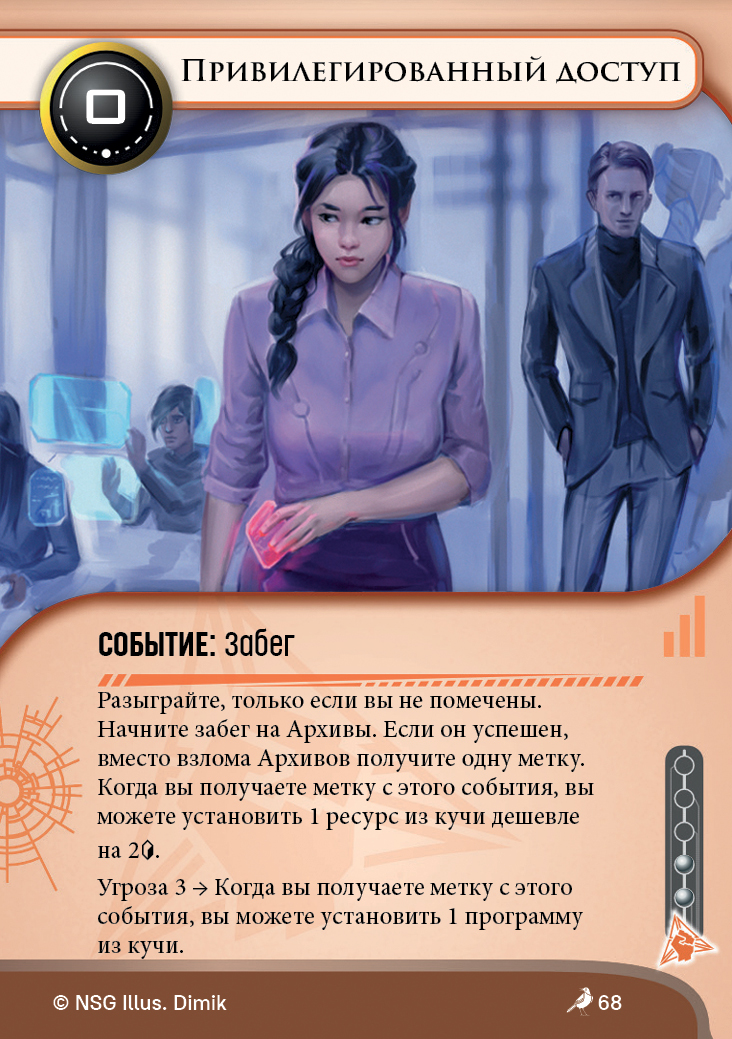 Привилегированный доступ
СОБЫТИЕ: Забег
Разыграйте, только если вы не помечены.
Начните забег на Архивы. Если он успешен,
вместо взлома Архивов получите одну метку.
Когда вы получаете метку с этого события, вы
можете установить 1 ресурс из кучи дешевле
на 2.
Угроза 3 → Когда вы получаете метку с этого
события, вы можете установить 1 программу
из кучи.
© NSG Illus. Dimik
68